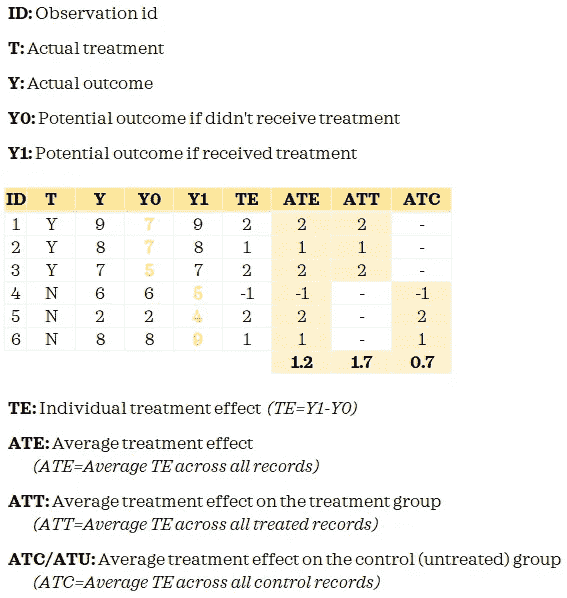 ID: Observation id
T: Actual treatment
Y: Actual outcome
Y0: Potential outcome if didn't receive treatment
Y1: Potential outcome if received treatment
ID T Y Y0 Y1 TE ATE ATT ATC
1 Y 9 7 9 2 2 2 -
2 Y 8 7 8 1 1 1 -
3 Y 7 5 7 2 2 2 -
4 N 6 6 5 -1 -1 - -1
5 N 2 2 4 2 2 - 2
6 N 8 8 9 1 1 - 1
1.2 1.7 0.7
TE: Individual treatment effect (TE=Y1-Y0)
ATE: Average treatment effect
(ATE=Average TE across all records)
ATT: Average treatment effect on the treatment group
(ATT=Average TE across all treated records)
ATC/ATU: Average treatment effect on the control (untreated) group
(ATC=Average TE across all control records)